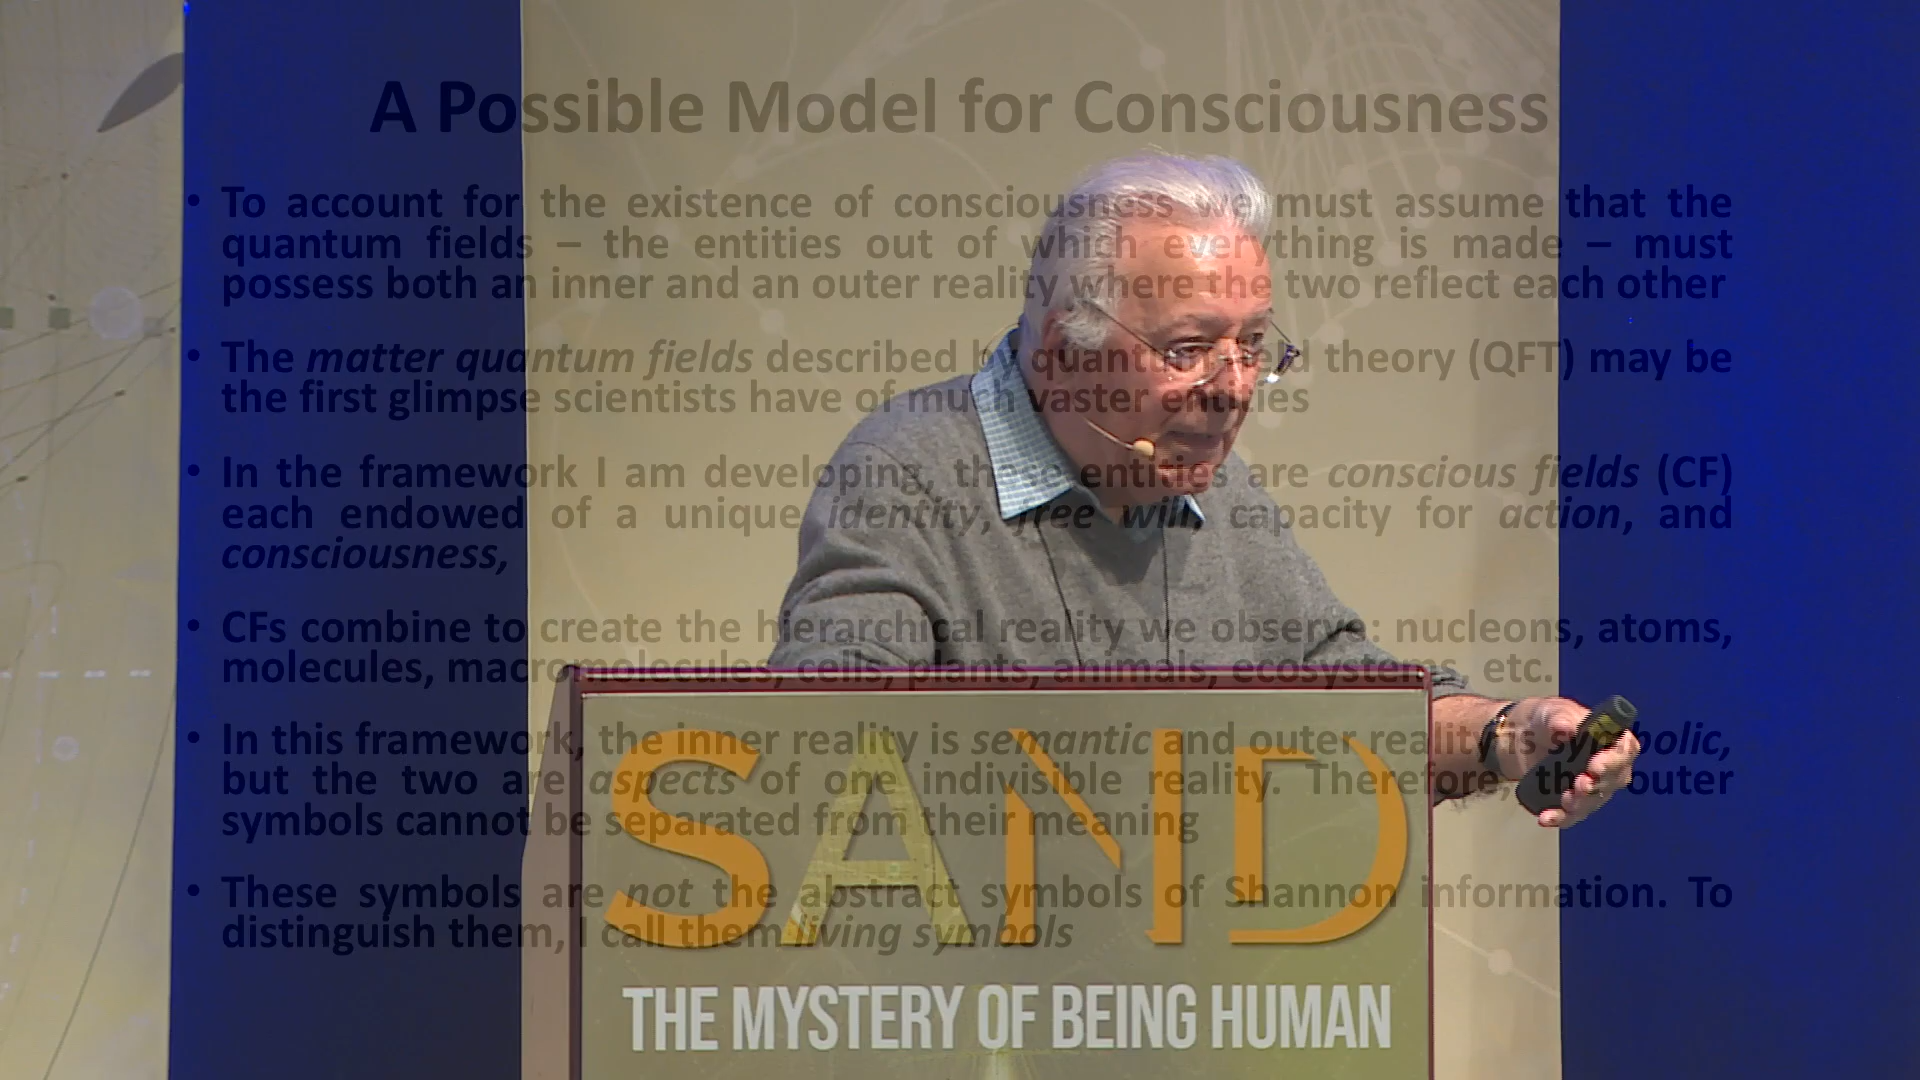 A Possible Model for Consciousness
• To account for the existence of consciousness we must assume that the
quantum fields – the entities out of which everything is made – must
possess both an inner and an outer reality where the two reflect each other
• The matter quantum fields described by quantum field theory (QFT) may be
the first glimpse scientists have of much vaster entities
• In the framework I am developing, these entities are conscious fields (CF)
each endowed of a unique identity, free will, capacity for action, and
consciousness,
• CFs combine to create the hierarchical reality we observe: nucleons, atoms,
molecules, macromolecules, cells, plants, animals, ecosystems, etc.
• In this framework, the inner reality is semantic and outer reality is symbolic,
but the two are aspects of one indivisible reality. Therefore, the outer
symbols cannot be separated from their meaning
• These symbols are not the abstract symbols of Shannon information. To
distinguish them, I call them living symbols
SAND
THE MYSTERY OF BEING HUMAN